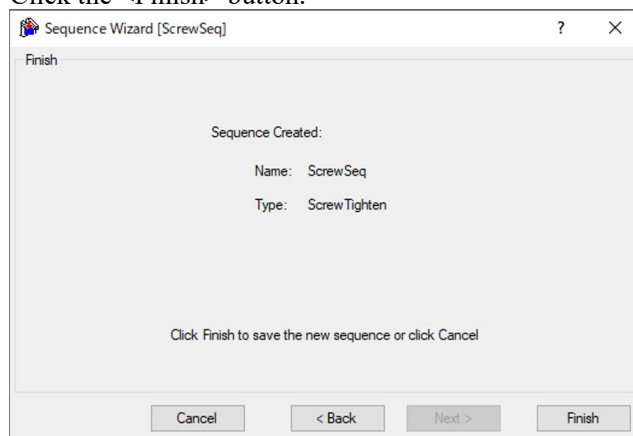 Click the <Finish> button.
Sequence Wizard [ScrewSeq] ? ×
Finish
Sequence Created:
Name: ScrewSeq
Type: ScrewTighten
Click Finish to save the new sequence or click Cancel
Cancel < Back Next > Finish